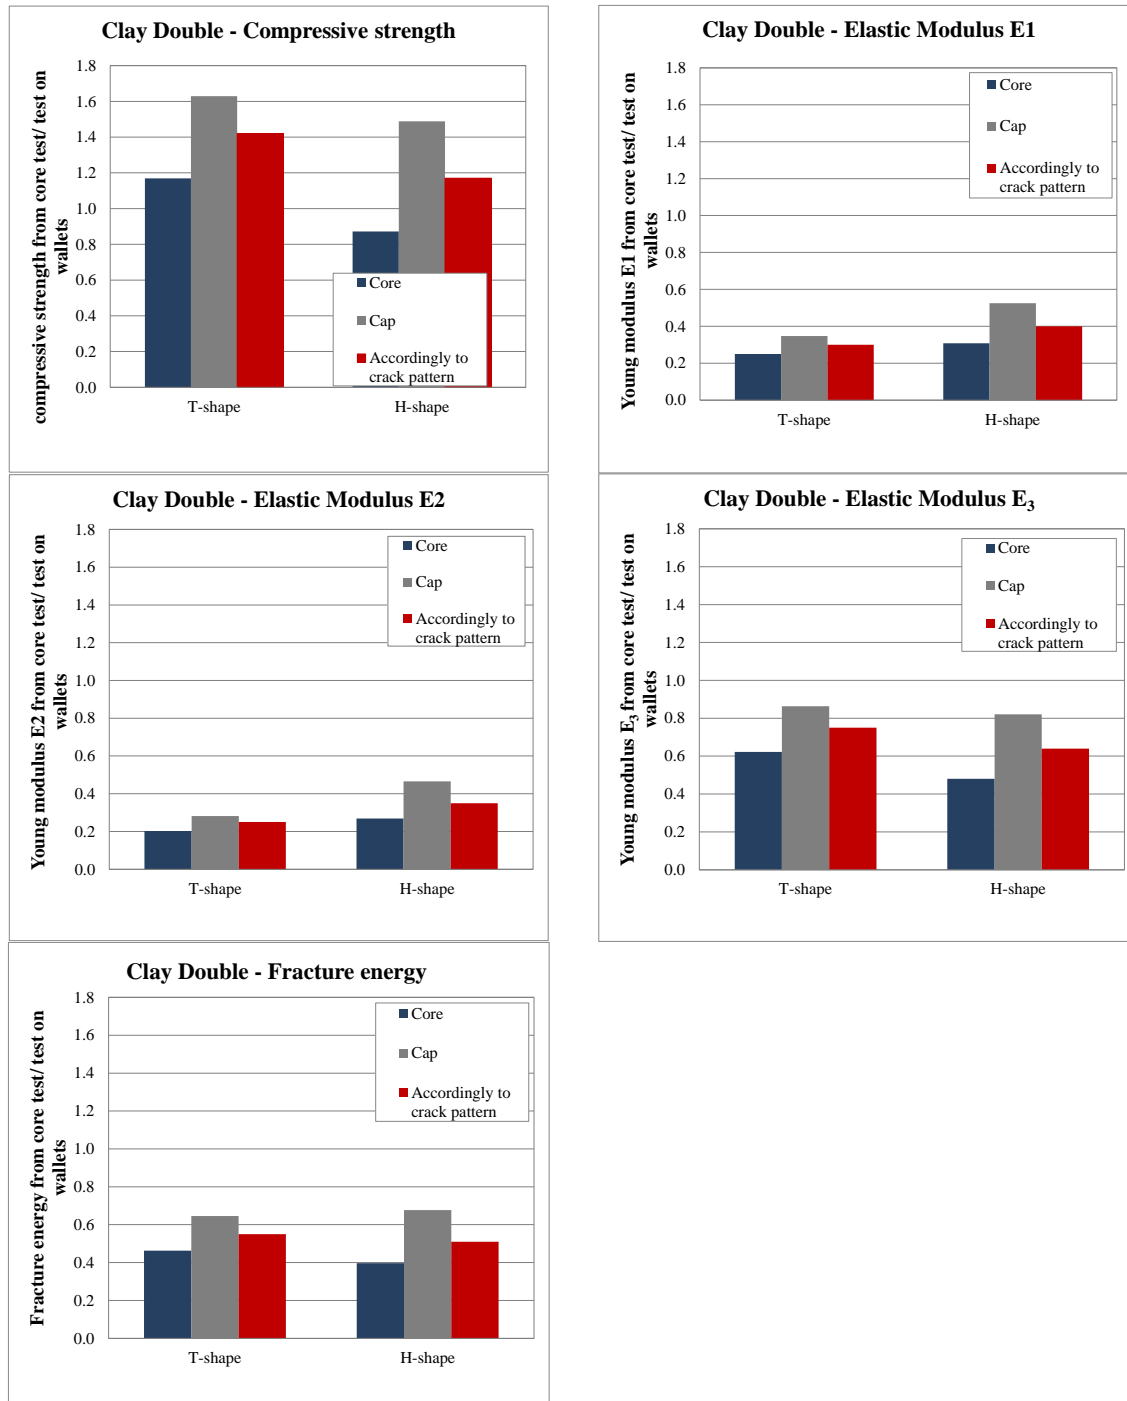 Clay Double - Compressive strength
compressive strength from core test/ test on
wallets
1.8
1.6
1.4
1.2
1.0
0.8
0.6
0.4
0.2
0.0
Core
Cap
Accordingly to
crack pattern
T-shape
H-shape
Clay Double - Elastic Modulus E1
Young modulus E1 from core test/ test on
wallets
1.8
1.6
1.4
1.2
1.0
0.8
0.6
0.4
0.2
0.0
Core
Cap
Accordingly to
crack pattern
T-shape
H-shape
Clay Double - Elastic Modulus E2
Young modulus E2 from core test/ test on
wallets
1.8
1.6
1.4
1.2
1.0
0.8
0.6
0.4
0.2
0.0
Core
Cap
Accordingly to
crack pattern
T-shape
H-shape
Clay Double - Elastic Modulus E₃
Young modulus E₃ from core test/ test on
wallets
1.8
1.6
1.4
1.2
1.0
0.8
0.6
0.4
0.2
0.0
Core
Cap
Accordingly to
crack pattern
T-shape
H-shape
Clay Double - Fracture energy
Fracture energy from core test/ test on
wallets
1.8
1.6
1.4
1.2
1.0
0.8
0.6
0.4
0.2
0.0
Core
Cap
Accordingly to
crack pattern
T-shape
H-shape